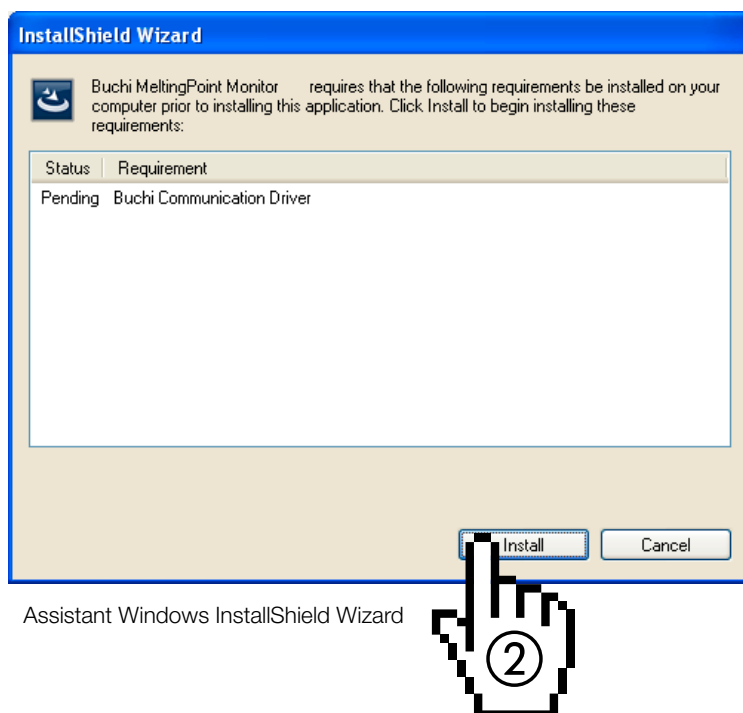 InstallShield Wizard
Buchi MeltingPoint Monitor requires that the following requirements be installed on your
computer prior to installing this application. Click Install to begin installing these
requirements:
Status Requirement
Pending Buchi Communication Driver
Install Cancel
Assistant Windows InstallShield Wizard
2